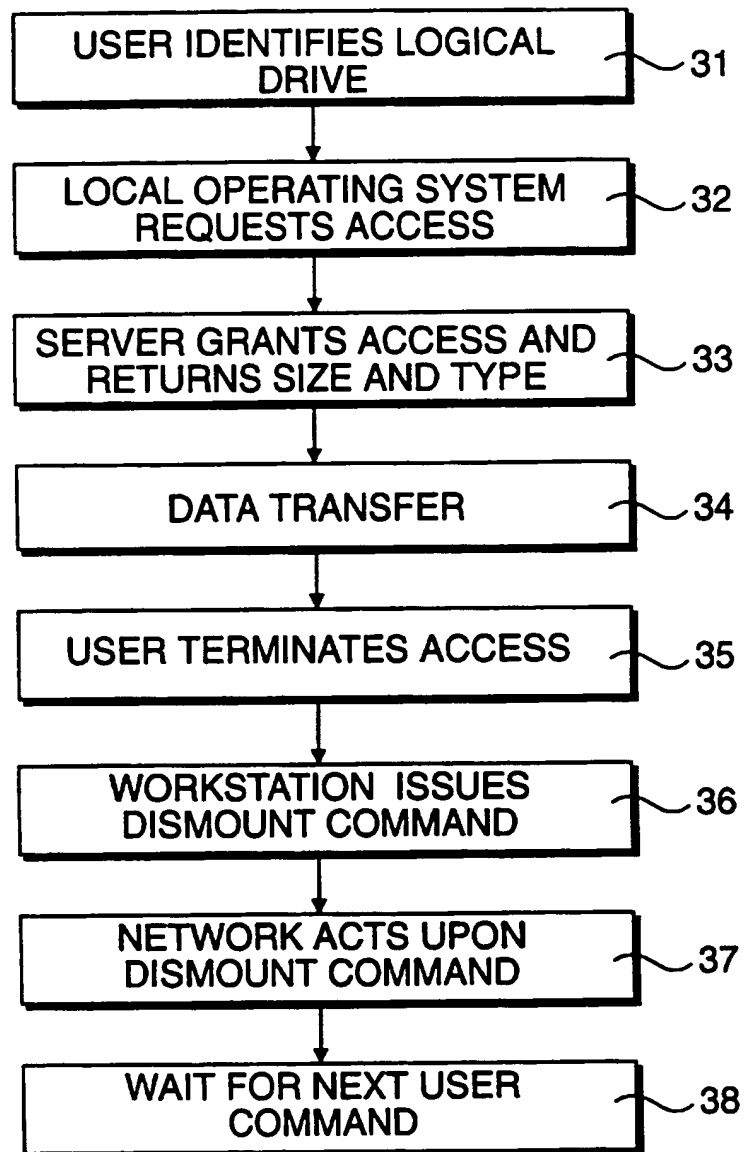 USER IDENTIFIES LOGICAL
DRIVE
31
LOCAL OPERATING SYSTEM
REQUESTS ACCESS
32
SERVER GRANTS ACCESS AND
RETURNS SIZE AND TYPE
33
DATA TRANSFER
34
USER TERMINATES ACCESS
35
WORKSTATION ISSUES
DISMOUNT COMMAND
36
NETWORK ACTS UPON
DISMOUNT COMMAND
37
WAIT FOR NEXT USER
COMMAND
38